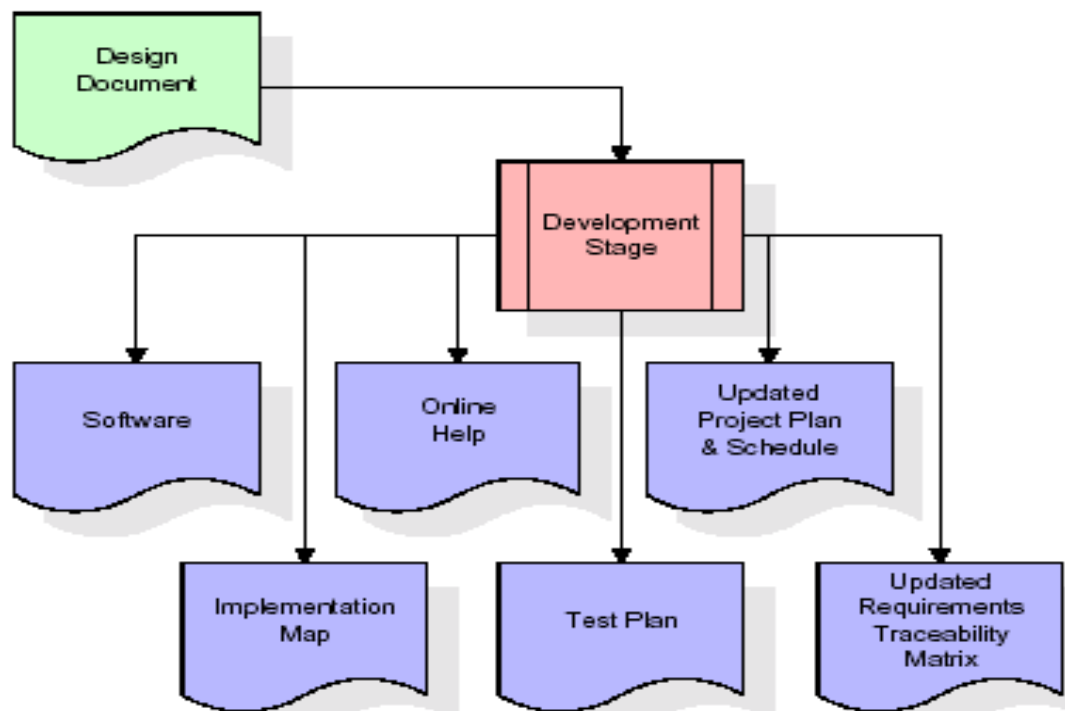 Design
Document
Development
Stage
Software
Online
Help
Updated
Project Plan
& Schedule
Implementation
Map
Test Plan
Updated
Requirements
Traceability
Matrix